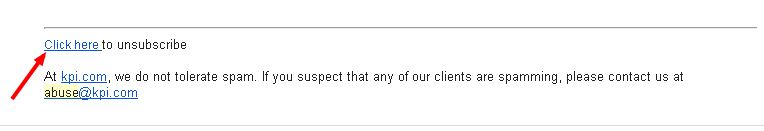 Click here to unsubscribe
At kpi.com, we do not tolerate spam. If you suspect that any of our clients are spamming, please contact us at
abuse@kpi.com